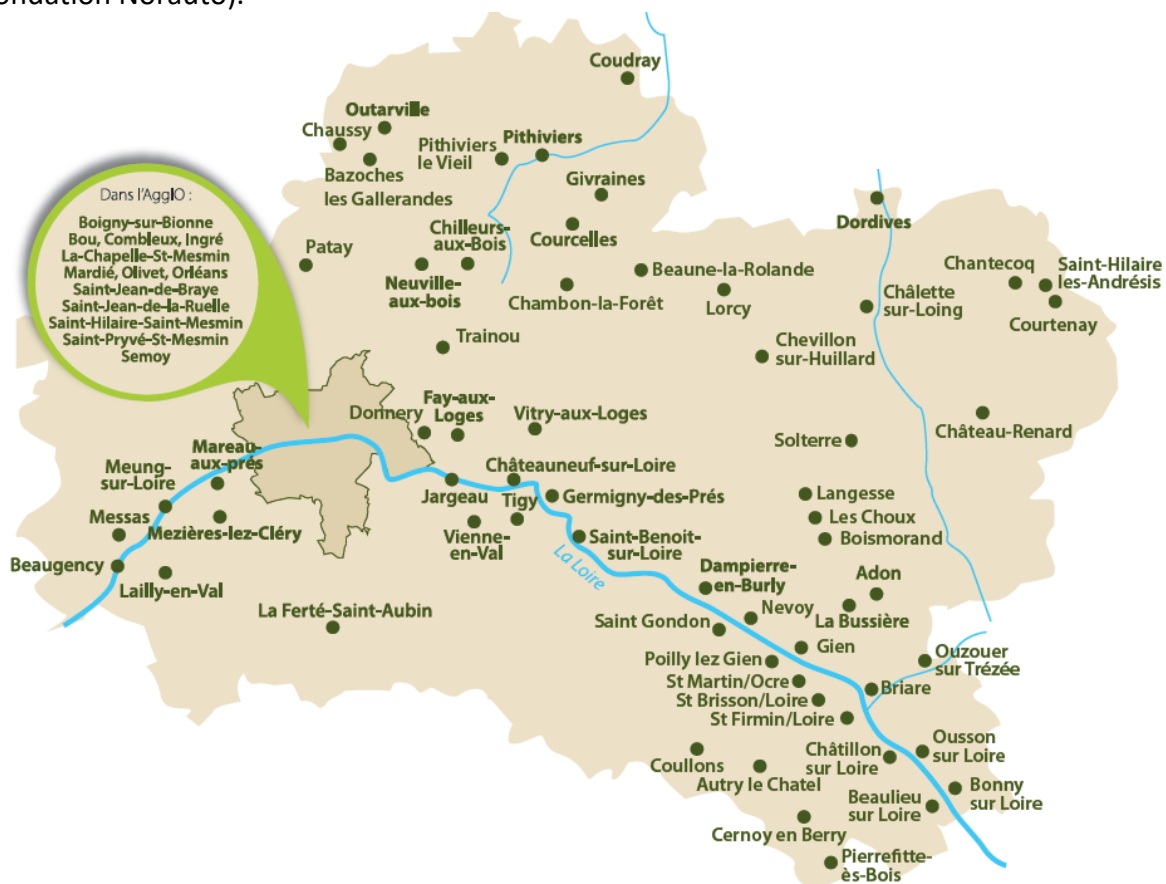 ondation Norauto).
Coudray
Outarville
Chaussy
Pithiviers
le Vieil
Pithiviers
Bazoches
les Gallerandes
Givraines
Dans l'AgglO :
Boigny-sur-Bionne
Bou, Combleux, Ingré
La-Chapelle-St-Mesmin
Mardié, Olivet, Orléans
Saint-Jean-de-Braye
Saint-Jean-de-la-Ruelle
Saint-Hilaire-Saint-Mesmin
Saint-Pryvé-St-Mesmin
Semoy
Dordives
Chilleurs-
aux-Bois
Courcelles
Patay
Neuville-
aux-bois
Beaune-la-Rolande
Chantecoq
Saint-Hilaire
les-Andrésis
Chambon-la-Forêt
Lorcy
Châlette
sur-Loing
Courtenay
Trainou
Chevillon
sur-Huillard
Donnery
Fay-aux-
Loges
Vitry-aux-Loges
Château-Renard
Solterre
Mareau-
aux-prés
Meung-
sur-Loire
Châteauneuf-sur-Loire
Jargeau
Tigy
Germigny-des-Prés
Langesse
Messas
Mezières-lez-Cléry
Vienne-
en-Val
Saint-Benoit-
sur-Loire
Les Choux
Boismorand
Beaugency
Lailly-en-Val
La Loire
Dampierre-
en-Burly
Adon
La Ferté-Saint-Aubin
Nevoy
La Bussière
Saint Gondon
Gien
Poilly lez Gien
Ouzouer
sur Trézée
St Martin/Ocre
Briare
St Brisson/Loire
St Firmin/Loire
Coullons
Châtillon
sur Loire
Ousson
sur Loire
Autry le Chatel
Bonny
sur Loire
Beaulieu
sur Loire
Cernoy en Berry
Pierrefitte-
ès-Bois